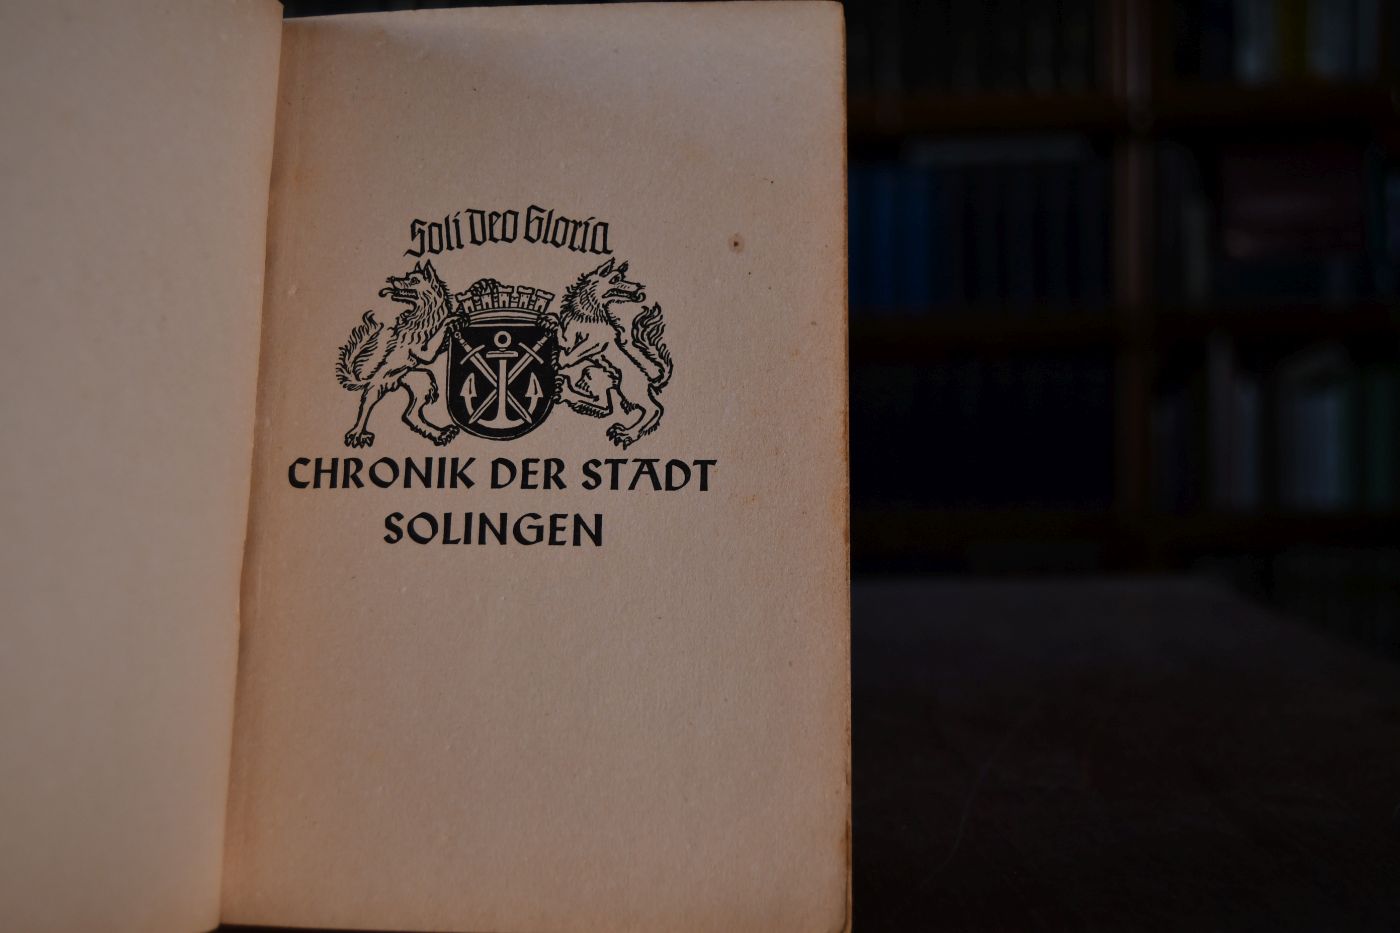 Soli Deo Gloria
CHRONIK DER STADT
SOLINGEN